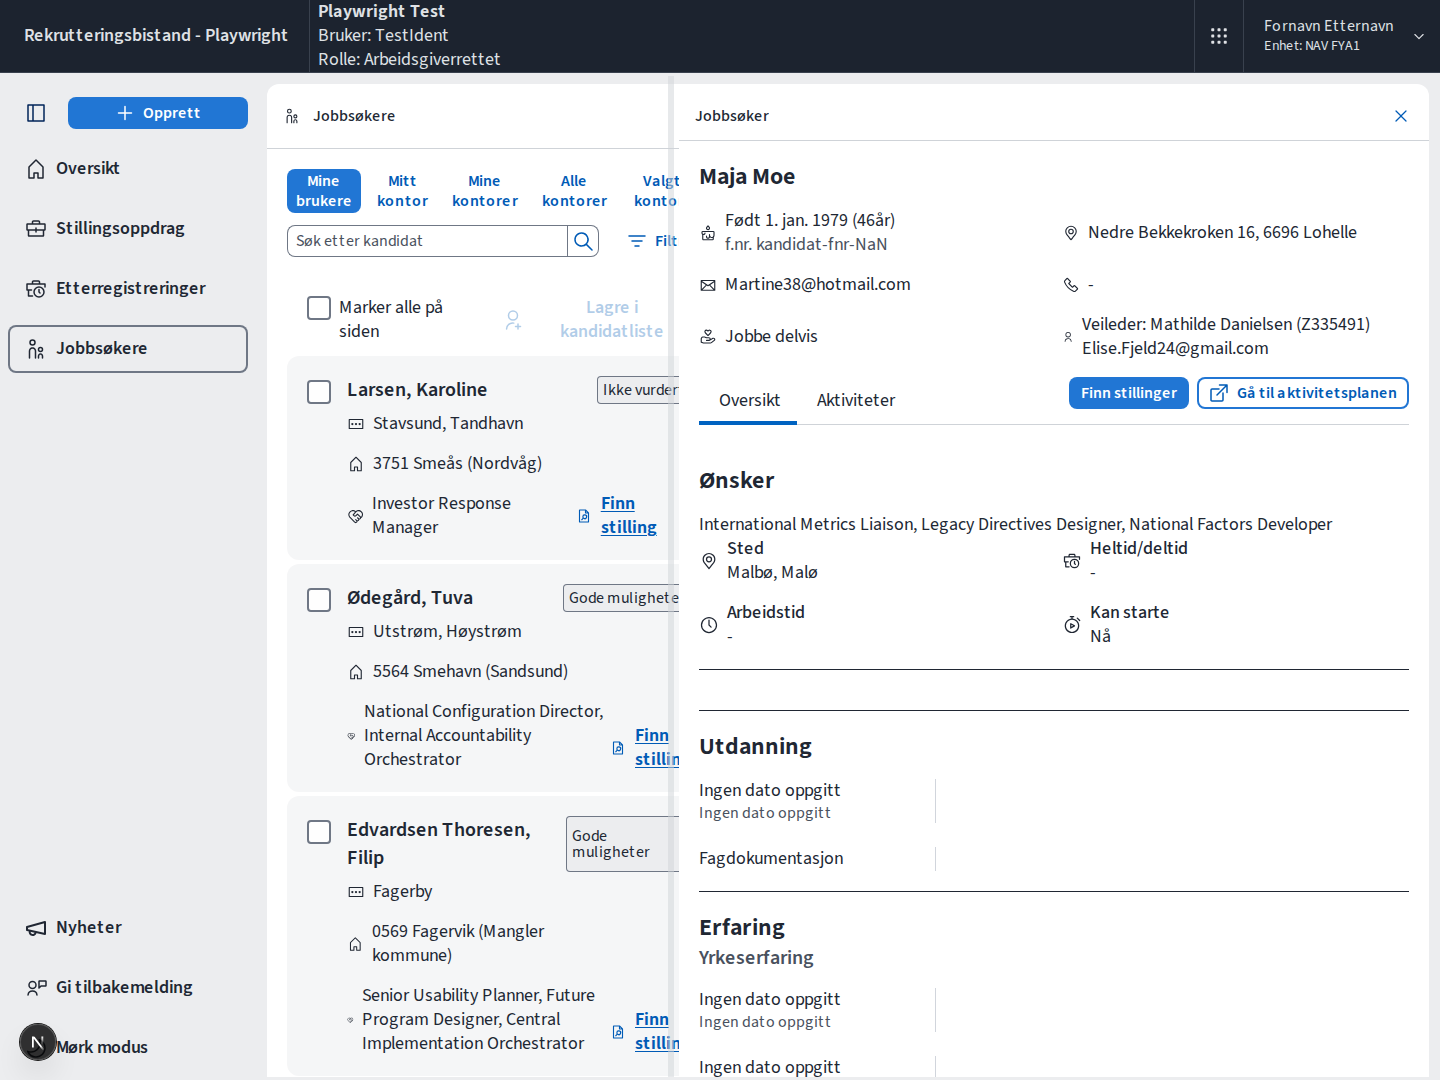 Rekrutteringsbistand - Playwright
Playwright Test
Bruker: TestIdent
Rolle: Arbeidsgiverrettet
Fornavn Etternavn
Enhet: NAV FYA1
Opprett
Oversikt
Stillingsoppdrag
Etterregistreringer
Jobbsøkere
Nyheter
Gi tilbakemelding
N
Mørk modus
Jobbsøkere
Mine brukere
Mitt kontor
Mine kontorer
Alle kontorer
Valgt konto
Søk etter kandidat
Filt
Marker alle på siden
Lagre i kandidatliste
Larsen, Karoline
Ikke vurder
Stavsund, Tandhavn
3751 Smeås (Nordvåg)
Investor Response
Manager
Finn
stilling
Ødegård, Tuva
Gode mulighete
Utstrøm, Høystrøm
5564 Smehavn (Sandsund)
National Configuration Director,
Internal Accountability
Orchestrator
Finn
stillin
Edvardsen Thoresen,
Filip
Gode
muligheter
Fagerby
0569 Fagervik (Mangler
kommune)
Senior Usability Planner, Future
Program Designer, Central
Implementation Orchestrator
Finn
stillin
Jobbsøker
Maja Moe
Født 1. jan. 1979 (46år)
f.nr. kandidat-fnr-NaN
Nedre Bekkekroken 16, 6696 Lohelle
Martine38@hotmail.com
-
Jobbe delvis
Veileder: Mathilde Danielsen (Z335491)
Elise.Fjeld24@gmail.com
Oversikt
Aktiviteter
Finn stillinger
Gå til aktivitetsplanen
Ønsker
International Metrics Liaison, Legacy Directives Designer, National Factors Developer
Sted
Malbø, Malø
Heltid/deltid
-
Arbeidstid
-
Kan starte
Nå
Utdanning
Ingen dato oppgitt
Ingen dato oppgitt
Fagdokumentasjon
Erfaring
Yrkeserfaring
Ingen dato oppgitt
Ingen dato oppgitt
Ingen dato oppgitt